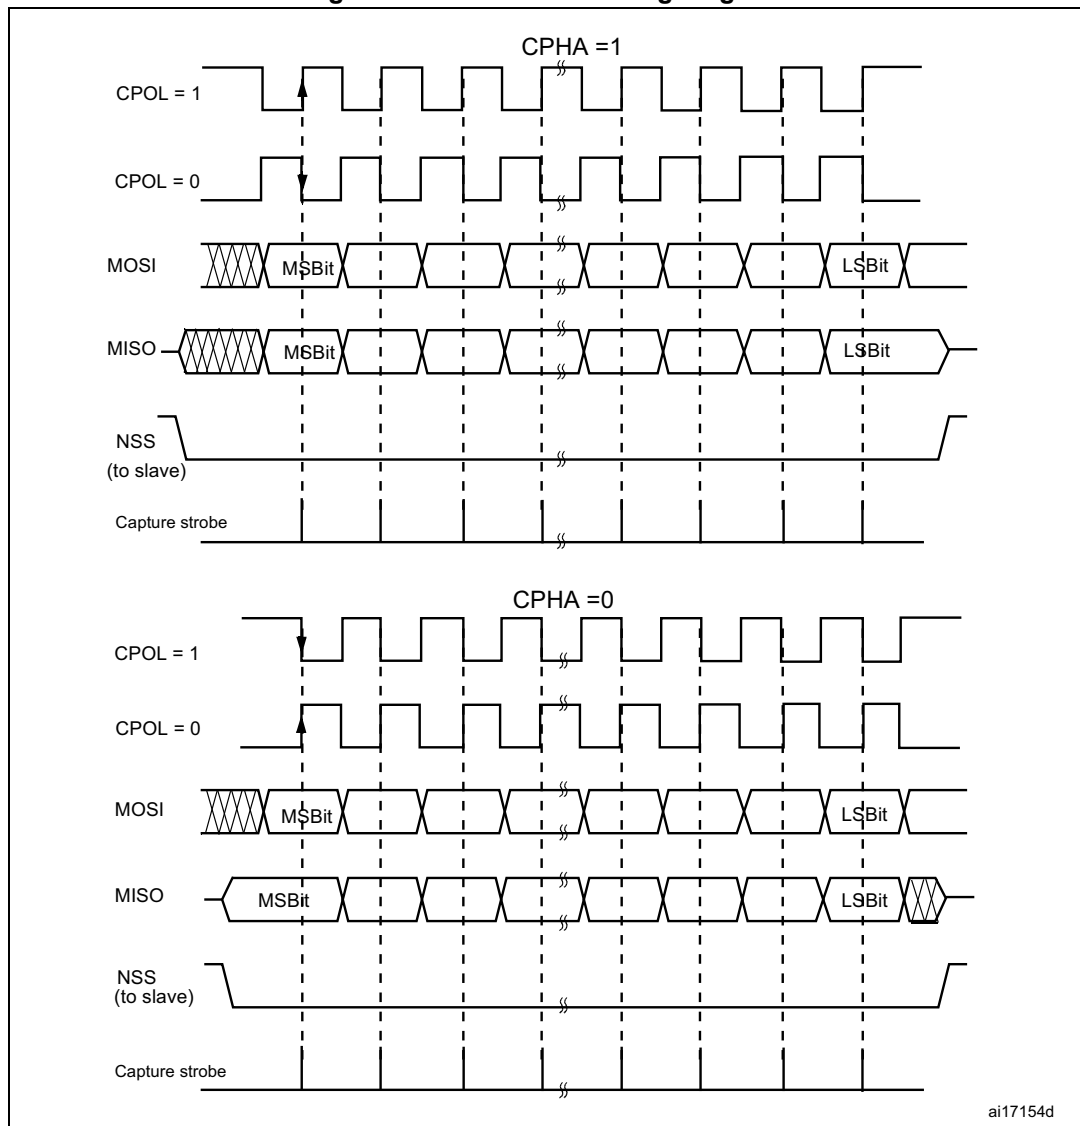 CPHA =1
CPOL = 1
CPOL = 0
MOSI MSBit LSBit
MISO MSBit LSBit
NSS
(to slave)
Capture strobe
CPHA =0
CPOL = 1
CPOL = 0
MOSI MSBit LSBit
MISO MSBit LSBit
NSS
(to slave)
Capture strobe
ai17154d